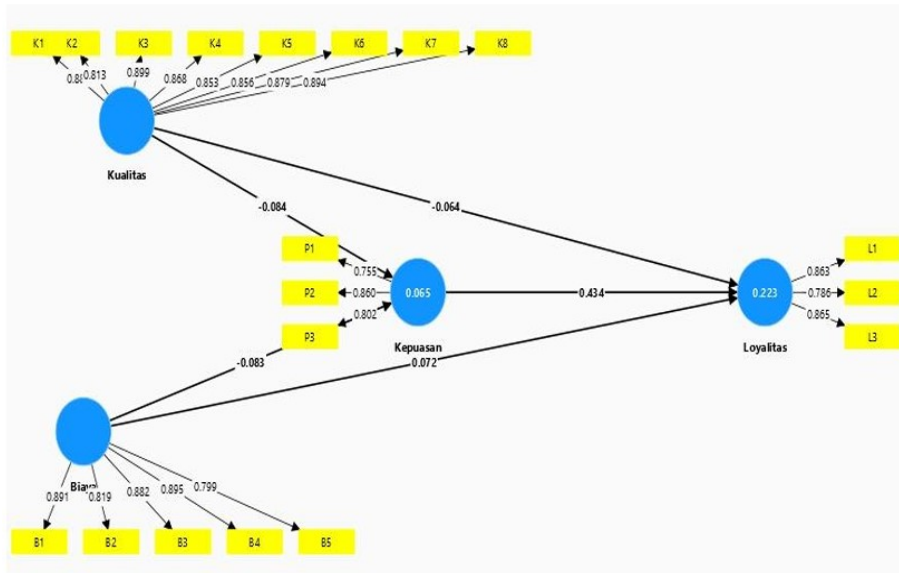 K1 K2 K3 K4 K5 K6 K7 K8
0.813 0.899 0.868 0.853 0.856 0.879 0.894
Kualitas
-0.084 -0.064
P1 L1
0.755 0.863
P2 0.860 0.065 0.434 0.223 0.786 L2
0.802 0.865
P3 L3
Kepuasan Loyalitas
-0.083 0.072
0.891 0.819 0.882 0.895 0.799
B1 B2 B3 B4 B5